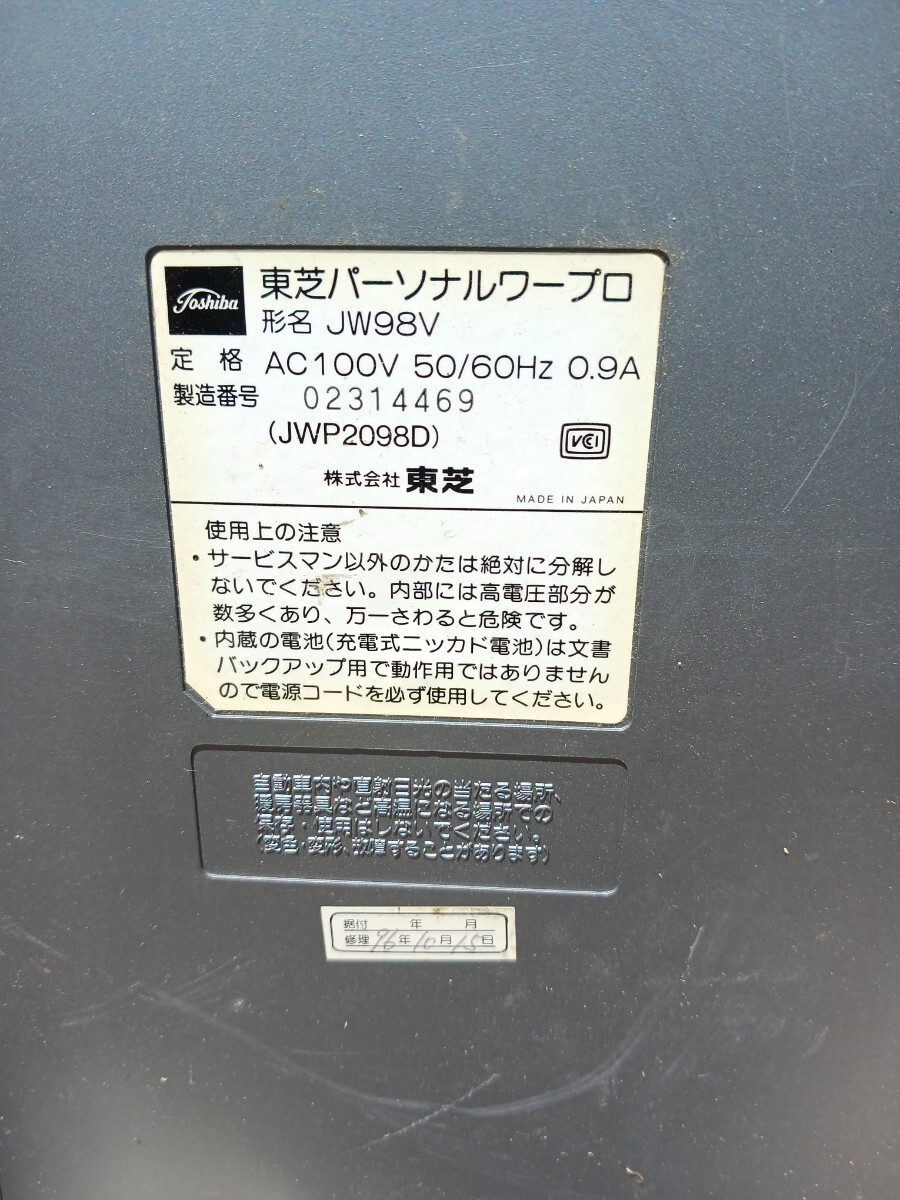 Toshiba
東芝パーソナルワープロ
形名 JW98V
定格 AC100V 50/60Hz 0.9A
製造番号 02314469
(JWP2098D)
VCI
株式会社 東芝
MADE IN JAPAN
使用上の注意
・サービスマン以外のかたは絶対に分解し
ないでください。内部には高電圧部分が
数多くあり、万一さわると危険です。
・内蔵の電池(充電式ニッカド電池)は文書
バックアップ用で動作用ではありません
ので電源コードを必ず使用してください。
自動車内や直射日光の当たる場所、
暖房器具など高温になる場所での
保存・使用はしないでください。
(変色・変形、故障することがあります)
据付 年 月
修理 96年10月15日